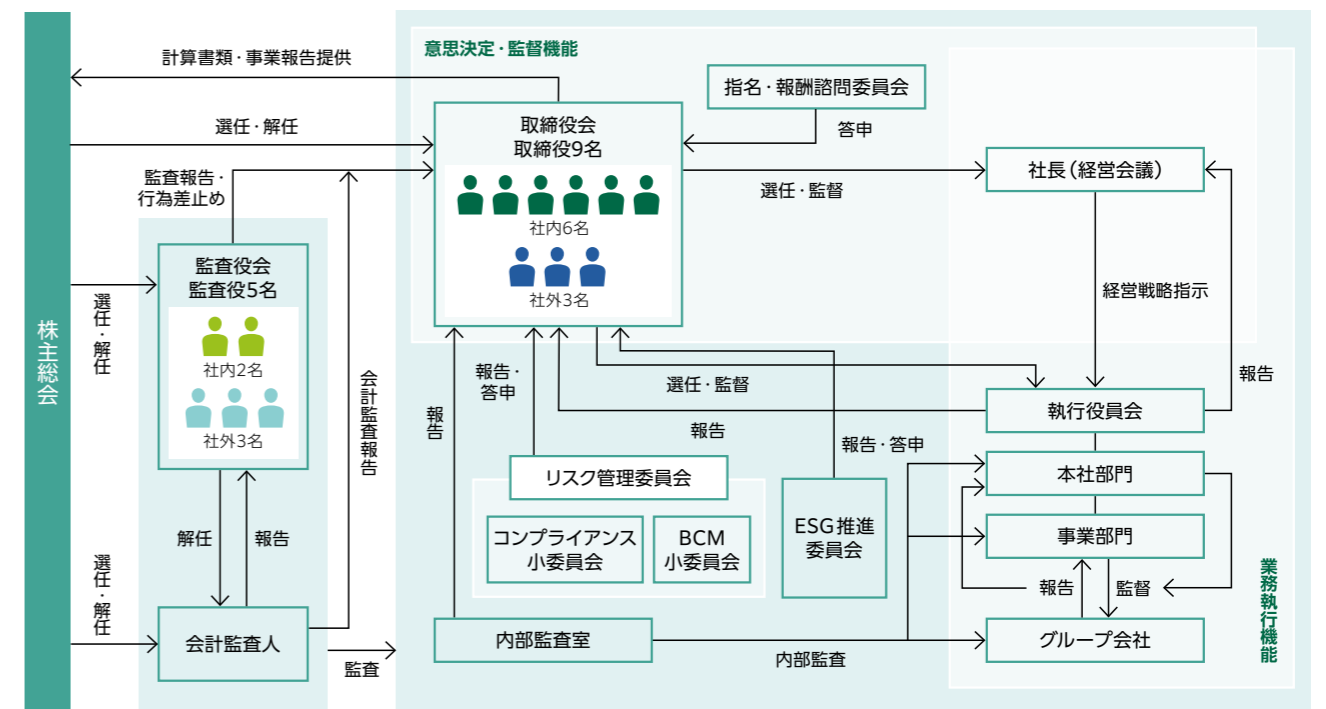 株主総会
計算書類・事業報告提供
選任・解任
監査報告・
行為差止め
監査役会
監査役5名
社内2名
社外3名
選任・解任
会計監査報告
解任
報告
選任・解任
会計監査人
監査
意思決定・監督機能
指名・報酬諮問委員会
答申
取締役会
取締役9名
社内6名
社外3名
選任・監督
社長（経営会議）
経営戦略指示
報告
選任・監督
報告
報告・
答申
報告
報告・答申
執行役員会
リスク管理委員会
コンプライアンス
小委員会
BCM
小委員会
ESG推進
委員会
本社部門
事業部門
報告
監督
グループ会社
内部監査室
内部監査
業務執行機能